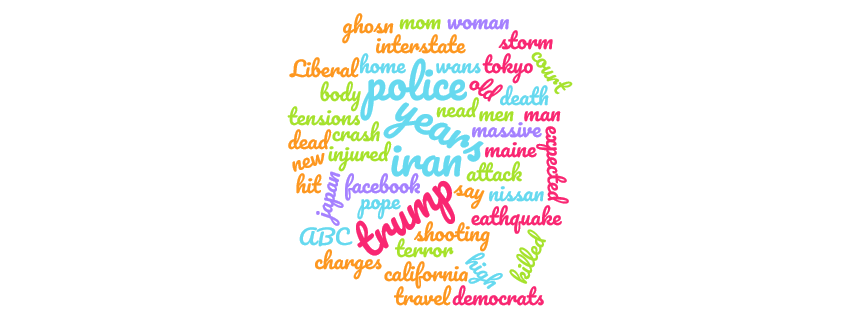 ghosn mom woman
interstate storm
Liberal home wans tokyo court
police old
body death
years nead men man
tensions massive expected
crash
dead injured iran maine
new attack
hit japan facebook say nissan
pope trump
eathquake
ABC shooting
terror killed
charges california high
travel democrats